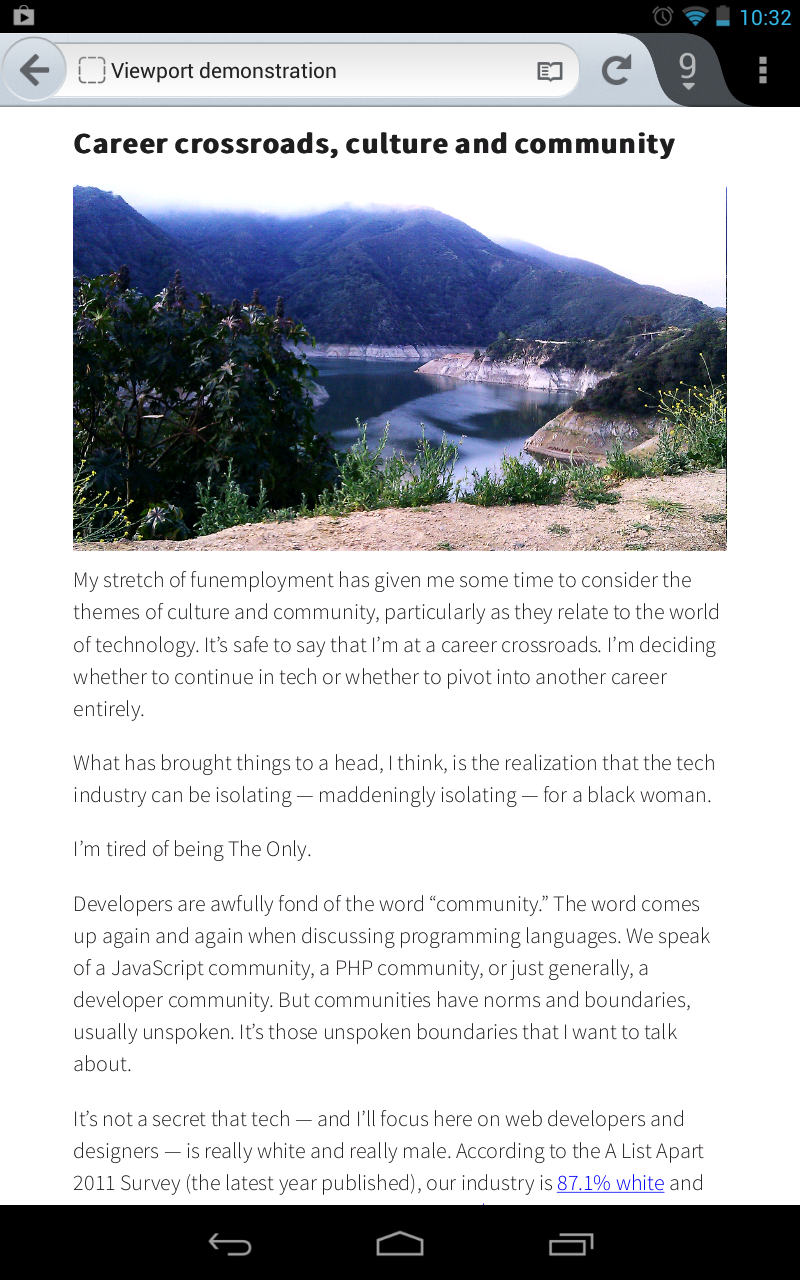 10:32
Viewport demonstration
9
Career crossroads, culture and community
My stretch of funemployment has given me some time to consider the
themes of culture and community, particularly as they relate to the world
of technology. It’s safe to say that I’m at a career crossroads. I’m deciding
whether to continue in tech or whether to pivot into another career
entirely.
What has brought things to a head, I think, is the realization that the tech
industry can be isolating — maddeningly isolating — for a black woman.
I’m tired of being The Only.
Developers are awfully fond of the word “community.” The word comes
up again and again when discussing programming languages. We speak
of a JavaScript community, a PHP community, or just generally, a
developer community. But communities have norms and boundaries,
usually unspoken. It’s those unspoken boundaries that I want to talk
about.
It’s not a secret that tech — and I’ll focus here on web developers and
designers — is really white and really male. According to the A List Apart
2011 Survey (the latest year published), our industry is 87.1% white and